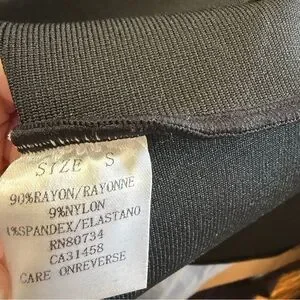 SIZE S
90%RAYON/RAYONNE
9%NYLON
1%SPANDEX/ELASTANO
RN80734
CA31458
CARE ONREVERSE